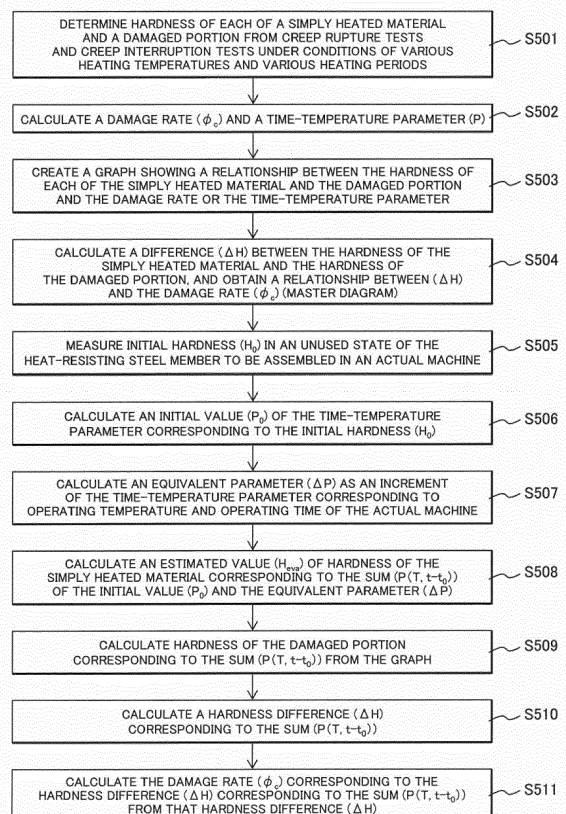 DETERMINE HARDNESS OF EACH OF A SIMPLY HEATED MATERIAL
AND A DAMAGED PORTION FROM CREEP RUPTURE TESTS
AND CREEP INTERRUPTION TESTS UNDER CONDITIONS OF VARIOUS
HEATING TEMPERATURES AND VARIOUS HEATING PERIODS
S501
CALCULATE A DAMAGE RATE (ϕc) AND A TIME-TEMPERATURE PARAMETER (P)
S502
CREATE A GRAPH SHOWING A RELATIONSHIP BETWEEN THE HARDNESS OF
EACH OF THE SIMPLY HEATED MATERIAL AND THE DAMAGED PORTION
AND THE DAMAGE RATE OR THE TIME-TEMPERATURE PARAMETER
S503
CALCULATE A DIFFERENCE (ΔH) BETWEEN THE HARDNESS OF THE
SIMPLY HEATED MATERIAL AND THE HARDNESS OF
THE DAMAGED PORTION, AND OBTAIN A RELATIONSHIP BETWEEN (ΔH)
AND THE DAMAGE RATE (ϕc) (MASTER DIAGRAM)
S504
MEASURE INITIAL HARDNESS (H0) IN AN UNUSED STATE OF THE
HEAT-RESISTING STEEL MEMBER TO BE ASSEMBLED IN AN ACTUAL MACHINE
S505
CALCULATE AN INITIAL VALUE (P0) OF THE TIME-TEMPERATURE
PARAMETER CORRESPONDING TO THE INITIAL HARDNESS (H0)
S506
CALCULATE AN EQUIVALENT PARAMETER (ΔP) AS AN INCREMENT
OF THE TIME-TEMPERATURE PARAMETER CORRESPONDING TO
OPERATING TEMPERATURE AND OPERATING TIME OF THE ACTUAL MACHINE
S507
CALCULATE AN ESTIMATED VALUE (Heva) OF HARDNESS OF THE
SIMPLY HEATED MATERIAL CORRESPONDING TO THE SUM (P(T, t-t0))
OF THE INITIAL VALUE (P0) AND THE EQUIVALENT PARAMETER (ΔP)
S508
CALCULATE HARDNESS OF THE DAMAGED PORTION
CORRESPONDING TO THE SUM (P(T, t-t0)) FROM THE GRAPH
S509
CALCULATE A HARDNESS DIFFERENCE (ΔH)
CORRESPONDING TO THE SUM (P(T, t-t0))
S510
CALCULATE THE DAMAGE RATE (ϕc) CORRESPONDING TO THE
HARDNESS DIFFERENCE (ΔH) CORRESPONDING TO THE SUM (P(T, t-t0))
FROM THAT HARDNESS DIFFERENCE (ΔH)
S511